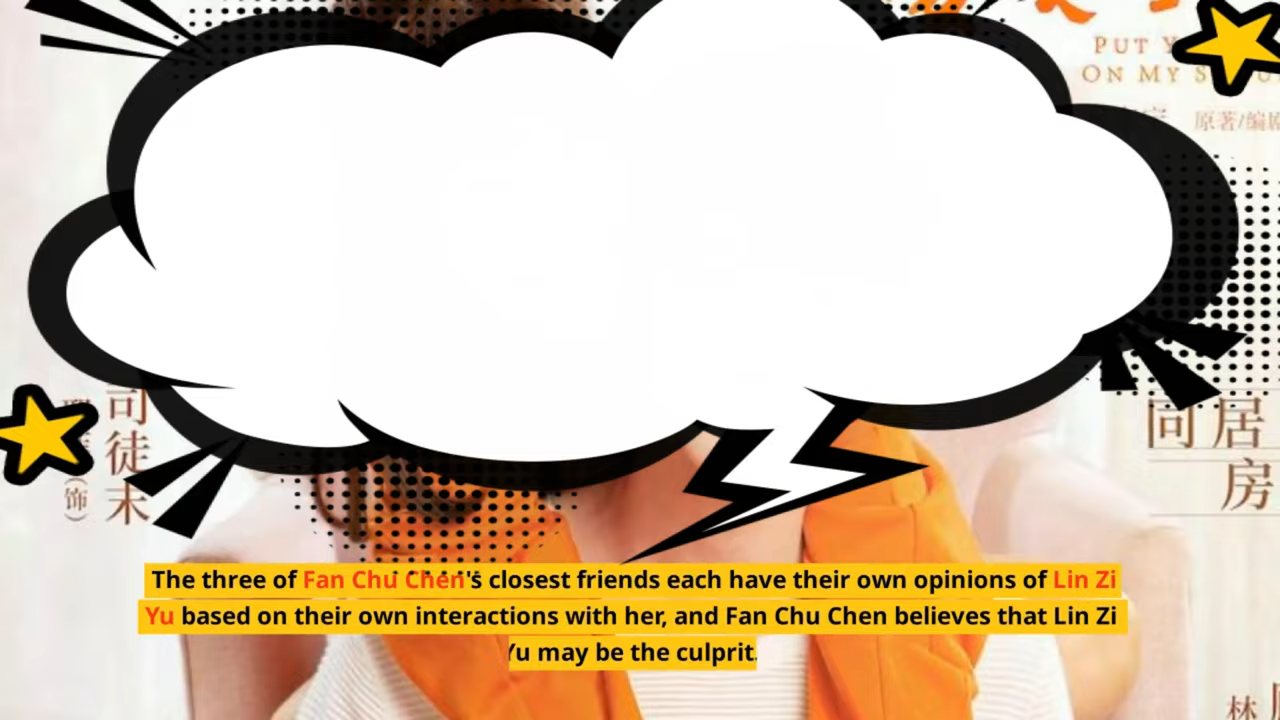 PUT Y
ON MY S
原著/编剧
司徒末
（饰）
同居
房
The three of Fan Chu Chen's closest friends each have their own opinions of Lin Zi
Yu based on their own interactions with her, and Fan Chu Chen believes that Lin Zi
Yu may be the culprit.
林